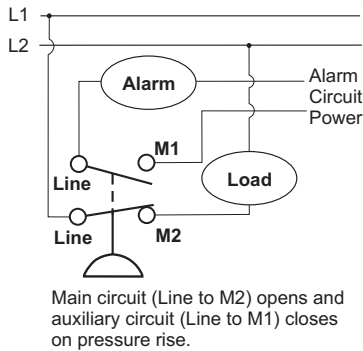 L1
L2
Alarm
Alarm
Circuit
Power
M1
Line
Load
Line
M2
Main circuit (Line to M2) opens and
auxiliary circuit (Line to M1) closes
on pressure rise.